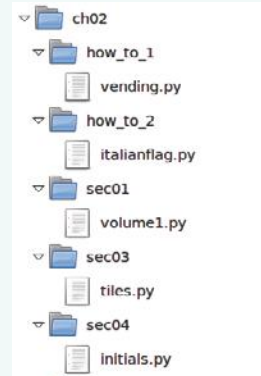 ch02
how_to_1
vending.py
how_to_2
italianflag.py
sec01
volume1.py
sec03
tiles.py
sec04
initials.py